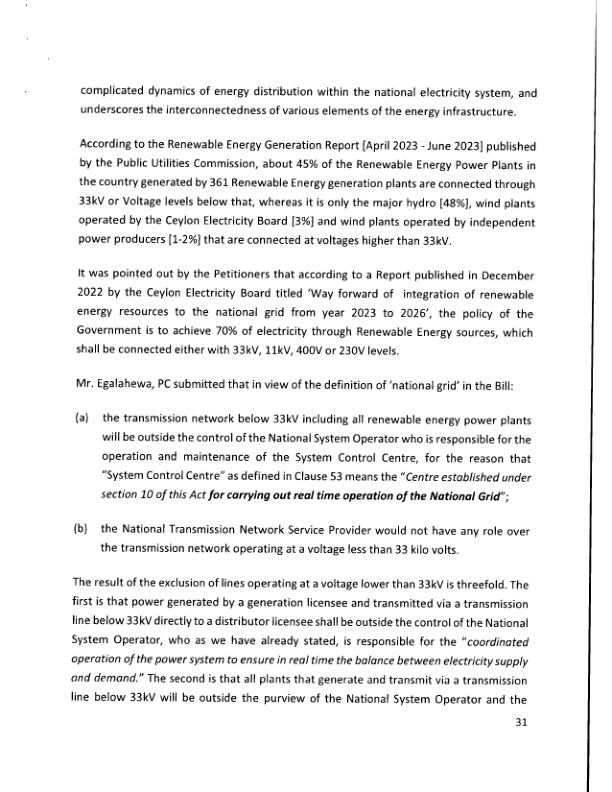 complicated dynamics of energy distribution within the national electricity system, and
underscores the interconnectedness of various elements of the energy infrastructure.
According to the Renewable Energy Generation Report [April 2023 - June 2023] published
by the Public Utilities Commission, about 45% of the Renewable Energy Power Plants in
the country generated by 361 Renewable Energy generation plants are connected through
33kV or Voltage levels below that, whereas it is only the major hydro [48%], wind plants
operated by the Ceylon Electricity Board [3%] and wind plants operated by independent
power producers [1-2%] that are connected at voltages higher than 33kV.
It was pointed out by the Petitioners that according to a Report published in December
2022 by the Ceylon Electricity Board titled ‘Way forward of integration of renewable
energy resources to the national grid from year 2023 to 2026’, the policy of the
Government is to achieve 70% of electricity through Renewable Energy sources, which
shall be connected either with 33kV, 11kV, 400V or 230V levels.
Mr. Egalahewa, PC submitted that in view of the definition of ‘national grid’ in the Bill:
(a) the transmission network below 33kV including all renewable energy power plants
will be outside the control of the National System Operator who is responsible for the
operation and maintenance of the System Control Centre, for the reason that
“System Control Centre” as defined in Clause 53 means the “Centre established under
section 10 of this Act for carrying out real time operation of the National Grid”;
(b) the National Transmission Network Service Provider would not have any role over
the transmission network operating at a voltage less than 33 kilo volts.
The result of the exclusion of lines operating at a voltage lower than 33kV is threefold. The
first is that power generated by a generation licensee and transmitted via a transmission
line below 33kV directly to a distributor licensee shall be outside the control of the National
System Operator, who as we have already stated, is responsible for the “coordinated
operation of the power system to ensure in real time the balance between electricity supply
and demand.” The second is that all plants that generate and transmit via a transmission
line below 33kV will be outside the purview of the National System Operator and the
31